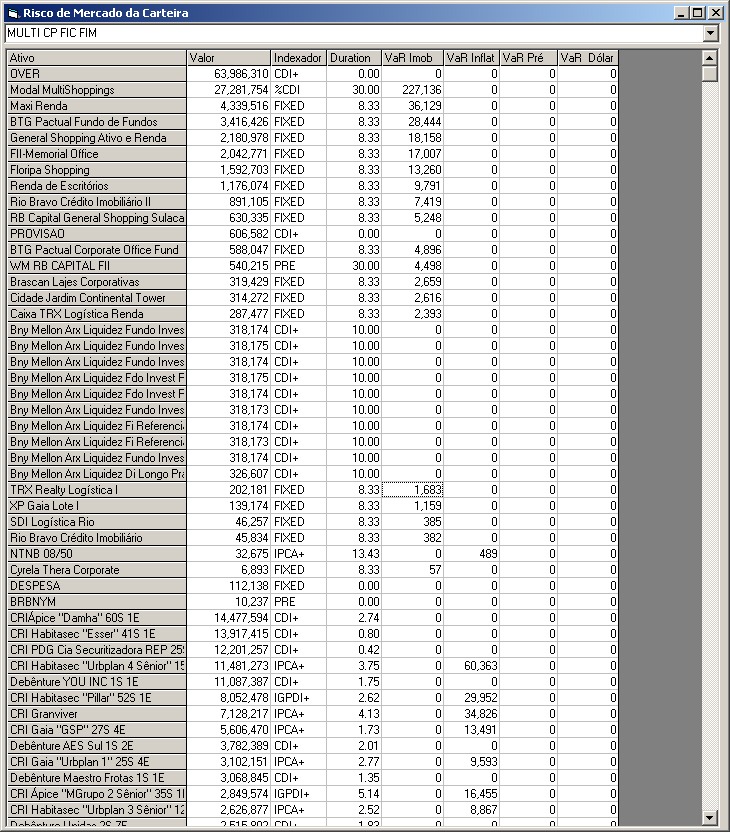 Risco de Mercado da Carteira
MULTI CP FIC FIM
Ativo Valor Indexador Duration VaR Imob VaR Inflat VaR Pré VaR Dólar
OVER 63,986,310 CDI+ 0.00 0 0 0 0
Modal MultiShoppings 27,281,754 %CDI 30.00 227,136 0 0 0
Maxi Renda 4,339,516 FIXED 8.33 36,129 0 0 0
BTG Pactual Fundo de Fundos 3,416,426 FIXED 8.33 28,444 0 0 0
General Shopping Ativo e Renda 2,180,978 FIXED 8.33 18,158 0 0 0
FII-Memorial Office 2,042,771 FIXED 8.33 17,007 0 0 0
Floripa Shopping 1,592,703 FIXED 8.33 13,260 0 0 0
Renda de Escritórios 1,176,074 FIXED 8.33 9,791 0 0 0
Rio Bravo Crédito Imobiliário II 891,105 FIXED 8.33 7,419 0 0 0
RB Capital General Shopping Sulaca 630,335 FIXED 8.33 5,248 0 0 0
PROVISAO 606,582 CDI+ 0.00 0 0 0 0
BTG Pactual Corporate Office Fund 588,047 FIXED 8.33 4,896 0 0 0
WM RB CAPITAL FII 540,215 PRE 30.00 4,498 0 0 0
Brascan Lajes Corporativas 319,429 FIXED 8.33 2,659 0 0 0
Cidade Jardim Continental Tower 314,272 FIXED 8.33 2,616 0 0 0
Caixa TRX Logística Renda 287,477 FIXED 8.33 2,393 0 0 0
Bny Mellon Arx Liquidez Fundo Inves 318,174 CDI+ 10.00 0 0 0 0
Bny Mellon Arx Liquidez Fundo Inves 318,175 CDI+ 10.00 0 0 0 0
Bny Mellon Arx Liquidez Fundo Inves 318,174 CDI+ 10.00 0 0 0 0
Bny Mellon Arx Liquidez Fdo Invest F 318,175 CDI+ 10.00 0 0 0 0
Bny Mellon Arx Liquidez Fdo Invest F 318,174 CDI+ 10.00 0 0 0 0
Bny Mellon Arx Liquidez Fundo Inves 318,173 CDI+ 10.00 0 0 0 0
Bny Mellon Arx Liquidez Fi Referenci 318,174 CDI+ 10.00 0 0 0 0
Bny Mellon Arx Liquidez Fi Referenci 318,173 CDI+ 10.00 0 0 0 0
Bny Mellon Arx Liquidez Fundo Inves 318,174 CDI+ 10.00 0 0 0 0
Bny Mellon Arx Liquidez Di Longo Pra 326,607 CDI+ 10.00 0 0 0 0
TRX Realty Logística I 202,181 FIXED 8.33 1,683 0 0 0
XP Gaia Lote I 139,174 FIXED 8.33 1,159 0 0 0
SDI Logística Rio 46,257 FIXED 8.33 385 0 0 0
Rio Bravo Crédito Imobiliário 45,834 FIXED 8.33 382 0 0 0
NTNB 08/50 32,675 IPCA+ 13.43 0 489 0 0
Cyrela Thera Corporate 6,893 FIXED 8.33 57 0 0 0
DESPESA 112,138 FIXED 0.00 0 0 0 0
BRBNYM 10,237 PRE 0.00 0 0 0 0
CRIÁpice "Damha" 60S 1E 14,477,594 CDI+ 2.74 0 0 0 0
CRI Habitasec "Esser" 41S 1E 13,917,415 CDI+ 0.80 0 0 0 0
CRI PDG Cia Securitizadora REP 25S 12,201,257 CDI+ 0.42 0 0 0 0
CRI Habitasec "Urbplan 4 Sênior" 15 11,481,273 IPCA+ 3.75 0 60,363 0 0
Debênture YOU INC 1S 1E 11,087,387 CDI+ 1.75 0 0 0 0
CRI Habitasec "Pillar" 52S 1E 8,052,478 IGPDI+ 2.62 0 29,952 0 0
CRI Granviver 7,128,217 IPCA+ 4.13 0 34,826 0 0
CRI Gaia "GSP" 27S 4E 5,606,470 IPCA+ 1.73 0 13,491 0 0
Debênture AES Sul 1S 2E 3,782,389 CDI+ 2.01 0 0 0 0
CRI Gaia "Urbplan 1" 25S 4E 3,102,151 IPCA+ 2.77 0 9,593 0 0
Debênture Maestro Frotas 1S 1E 3,068,845 CDI+ 1.35 0 0 0 0
CRI Ápice "MGrupo 2 Sênior" 35S 1E 2,849,574 IGPDI+ 5.14 0 16,455 0 0
CRI Habitasec "Urbplan 3 Sênior" 12 2,626,877 IPCA+ 2.52 0 8,867 0 0
Debênture Unidas 2S 7E 2,515,802 CDI+ 1.83 0 0 0 0